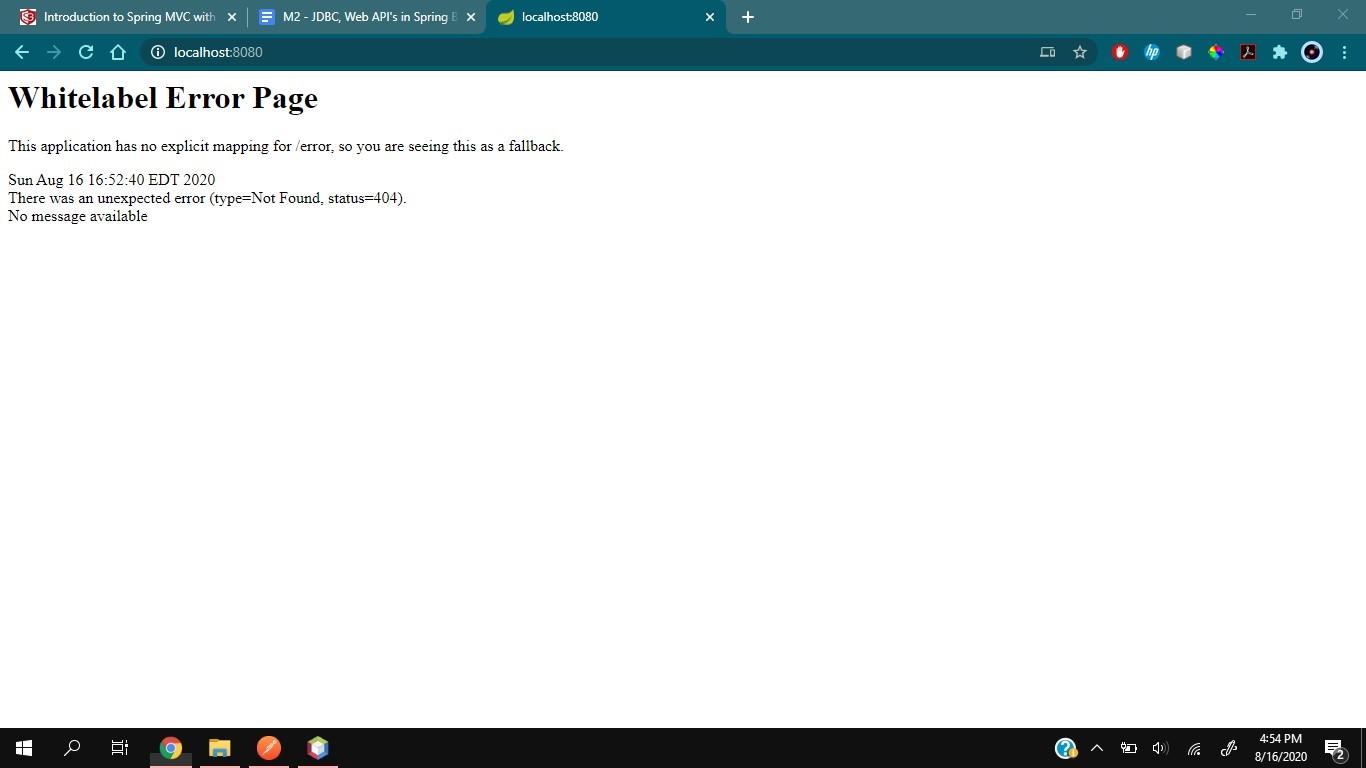 Introduction to Spring MVC with
M2 - JDBC, Web API's in Spring B
localhost:8080
localhost:8080
Whitelabel Error Page
This application has no explicit mapping for /error, so you are seeing this as a fallback.
Sun Aug 16 16:52:40 EDT 2020
There was an unexpected error (type=Not Found, status=404).
No message available
4:54 PM
8/16/2020
2